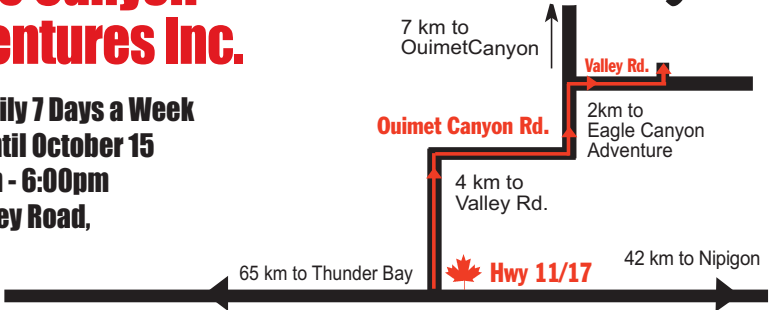 Canyon
entures Inc.
ily 7 Days a Week
til October 15
- 6:00pm
ey Road,
7 km to
OuimetCanyon
Valley Rd.
Ouimet Canyon Rd.
2km to
Eagle Canyon
Adventure
4 km to
Valley Rd.
65 km to Thunder Bay
Hwy 11/17
42 km to Nipigon